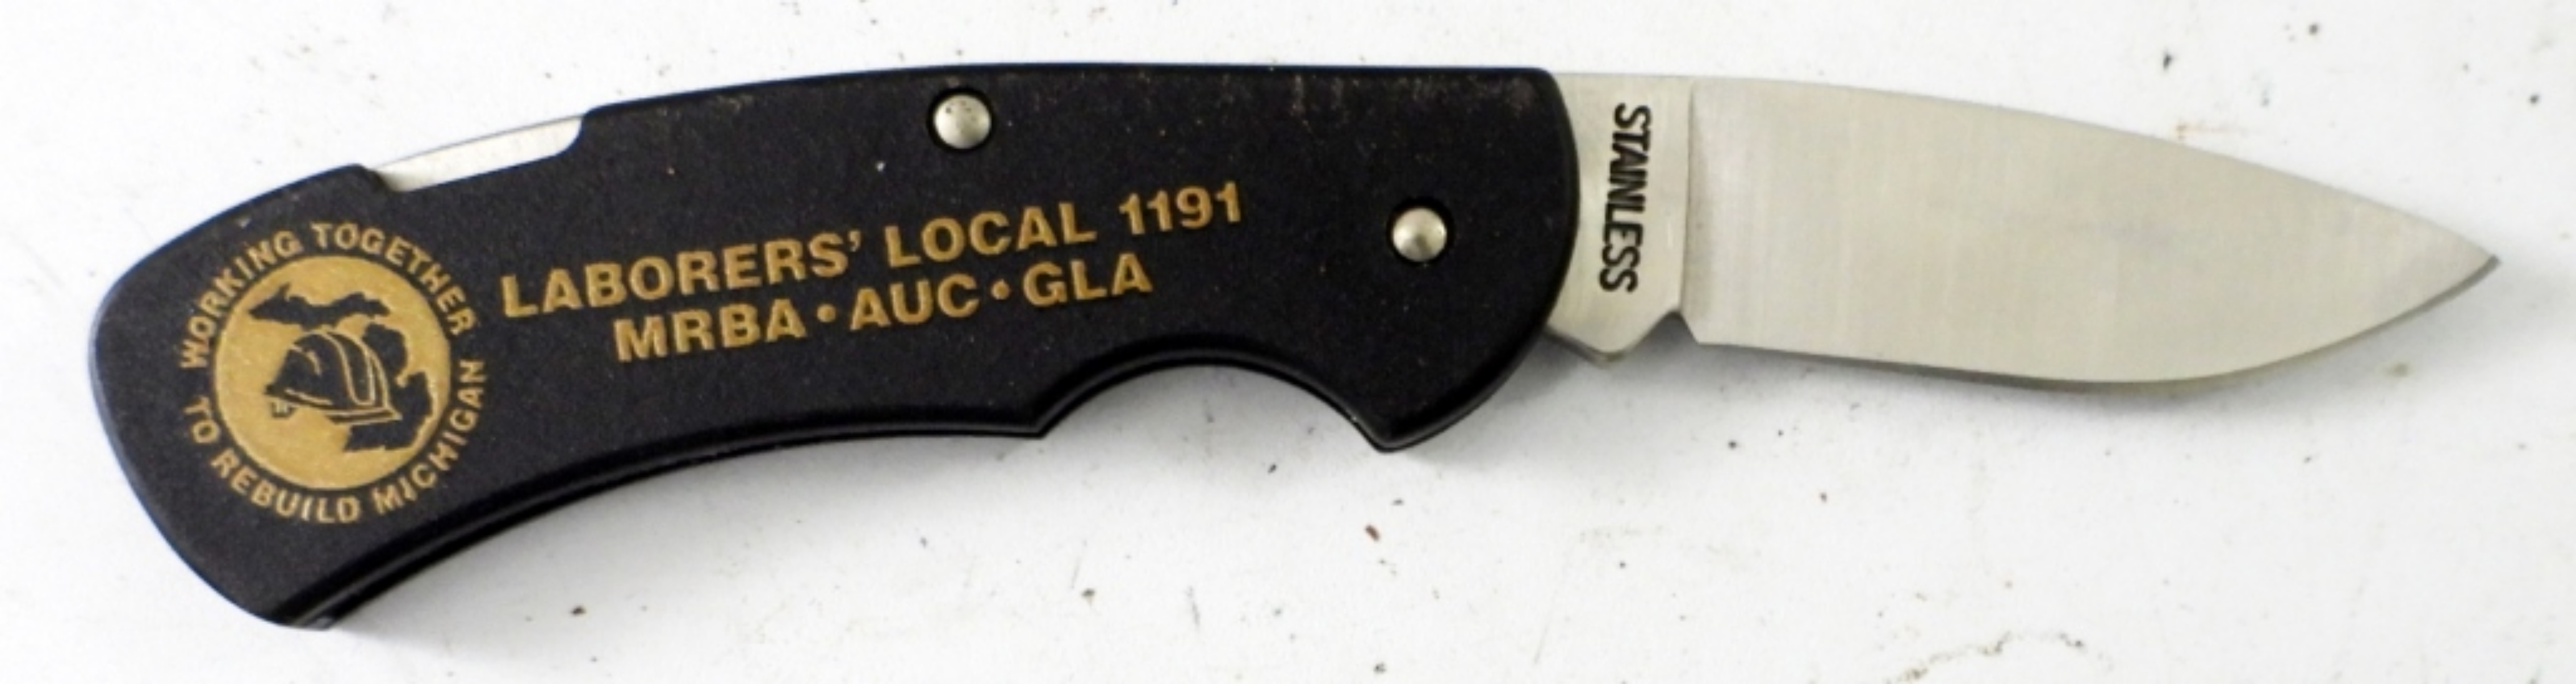 WORKING TOGETHER
TO REBUILD MICHIGAN
LABORERS' LOCAL 1191
MRBA • AUC • GLA
STAINLESS